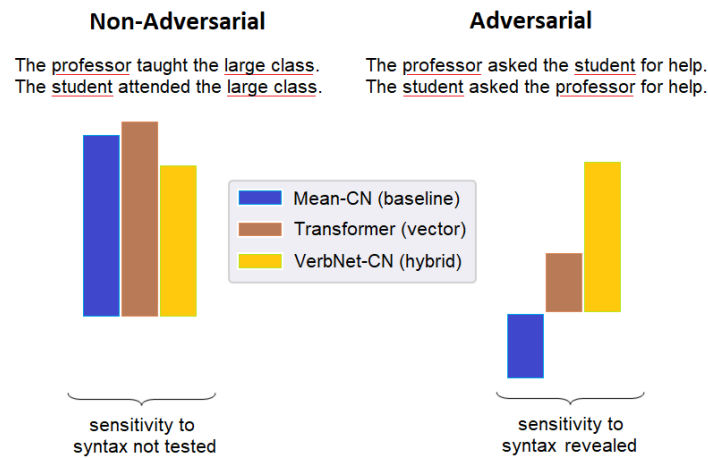 Non-Adversarial
The professor taught the large class.
The student attended the large class.
Adversarial
The professor asked the student for help.
The student asked the professor for help.
Mean-CN (baseline)
Transformer (vector)
VerbNet-CN (hybrid)
sensitivity to
syntax not tested
sensitivity to
syntax revealed